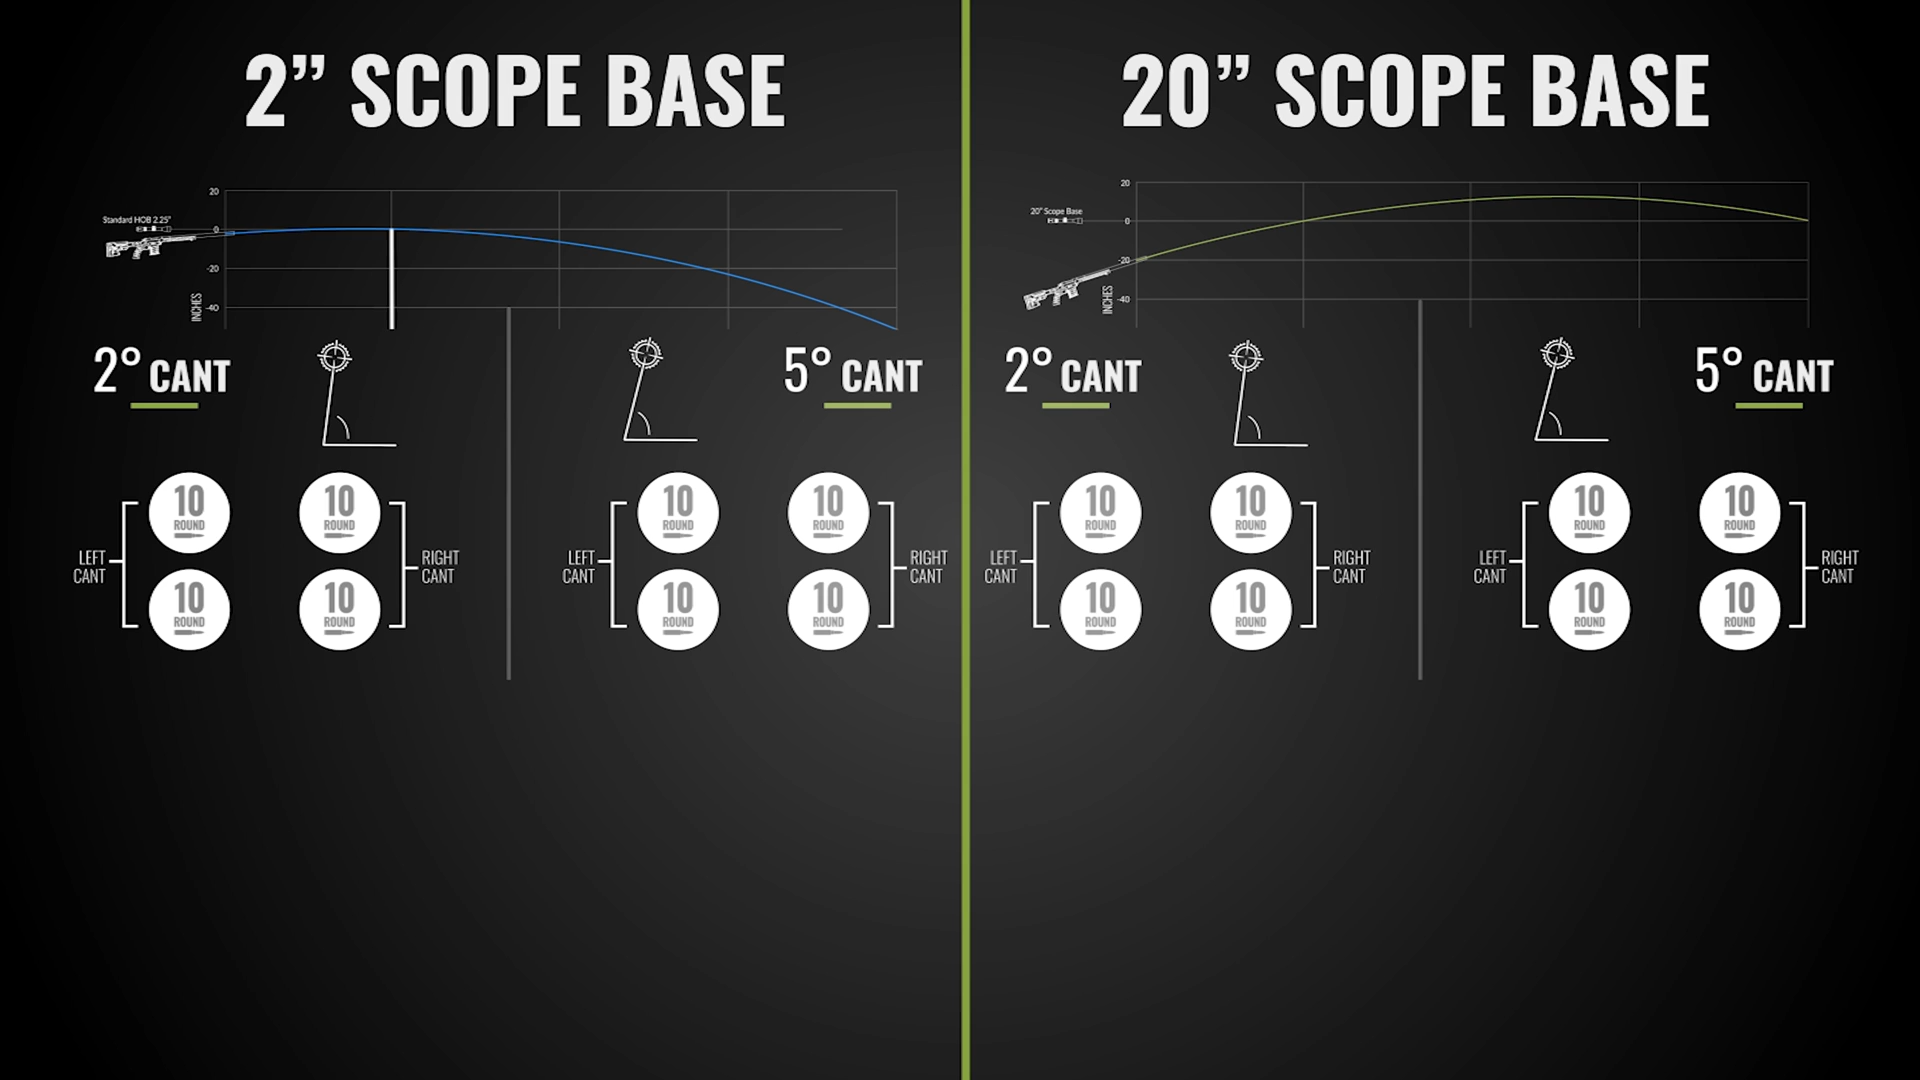 2” SCOPE BASE
20
Standard HOB 2.25"
0
-20
INCHES
-40
2° CANT
5° CANT
10
ROUND
10
ROUND
10
ROUND
10
ROUND
LEFT
CANT
RIGHT
CANT
LEFT
CANT
RIGHT
CANT
10
ROUND
10
ROUND
10
ROUND
10
ROUND
20” SCOPE BASE
20
20" Scope Base
0
-20
INCHES
-40
2° CANT
5° CANT
10
ROUND
10
ROUND
10
ROUND
10
ROUND
LEFT
CANT
RIGHT
CANT
LEFT
CANT
RIGHT
CANT
10
ROUND
10
ROUND
10
ROUND
10
ROUND